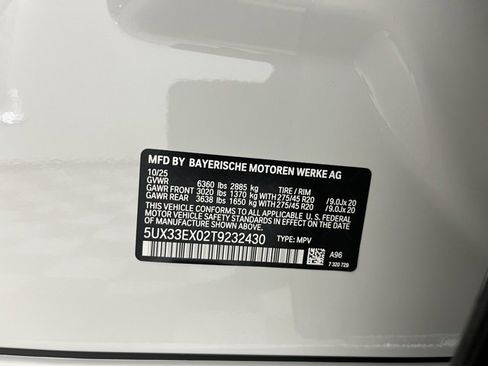 MFD BY BAYERISCHE MOTOREN WERKE AG
10/25
GVWR 6360 lbs 2885 kg TIRE / RIM
GAWR FRONT 3020 lbs 1370 kg 275/45 R20 /9.0Jx 20
GAWR REAR 3638 lbs 1650 kg 275/45 R20 /9.0Jx 20
THIS VEHICLE CONFORMS TO ALL APPLICABLE U.S. FEDERAL
MOTOR VEHICLE SAFETY STANDARDS IN EFFECT ON THE
DATE OF MANUFACTURE SHOWN ABOVE.
5UX33EX02T9232430 TYPE: MPV
A96
7 320 729